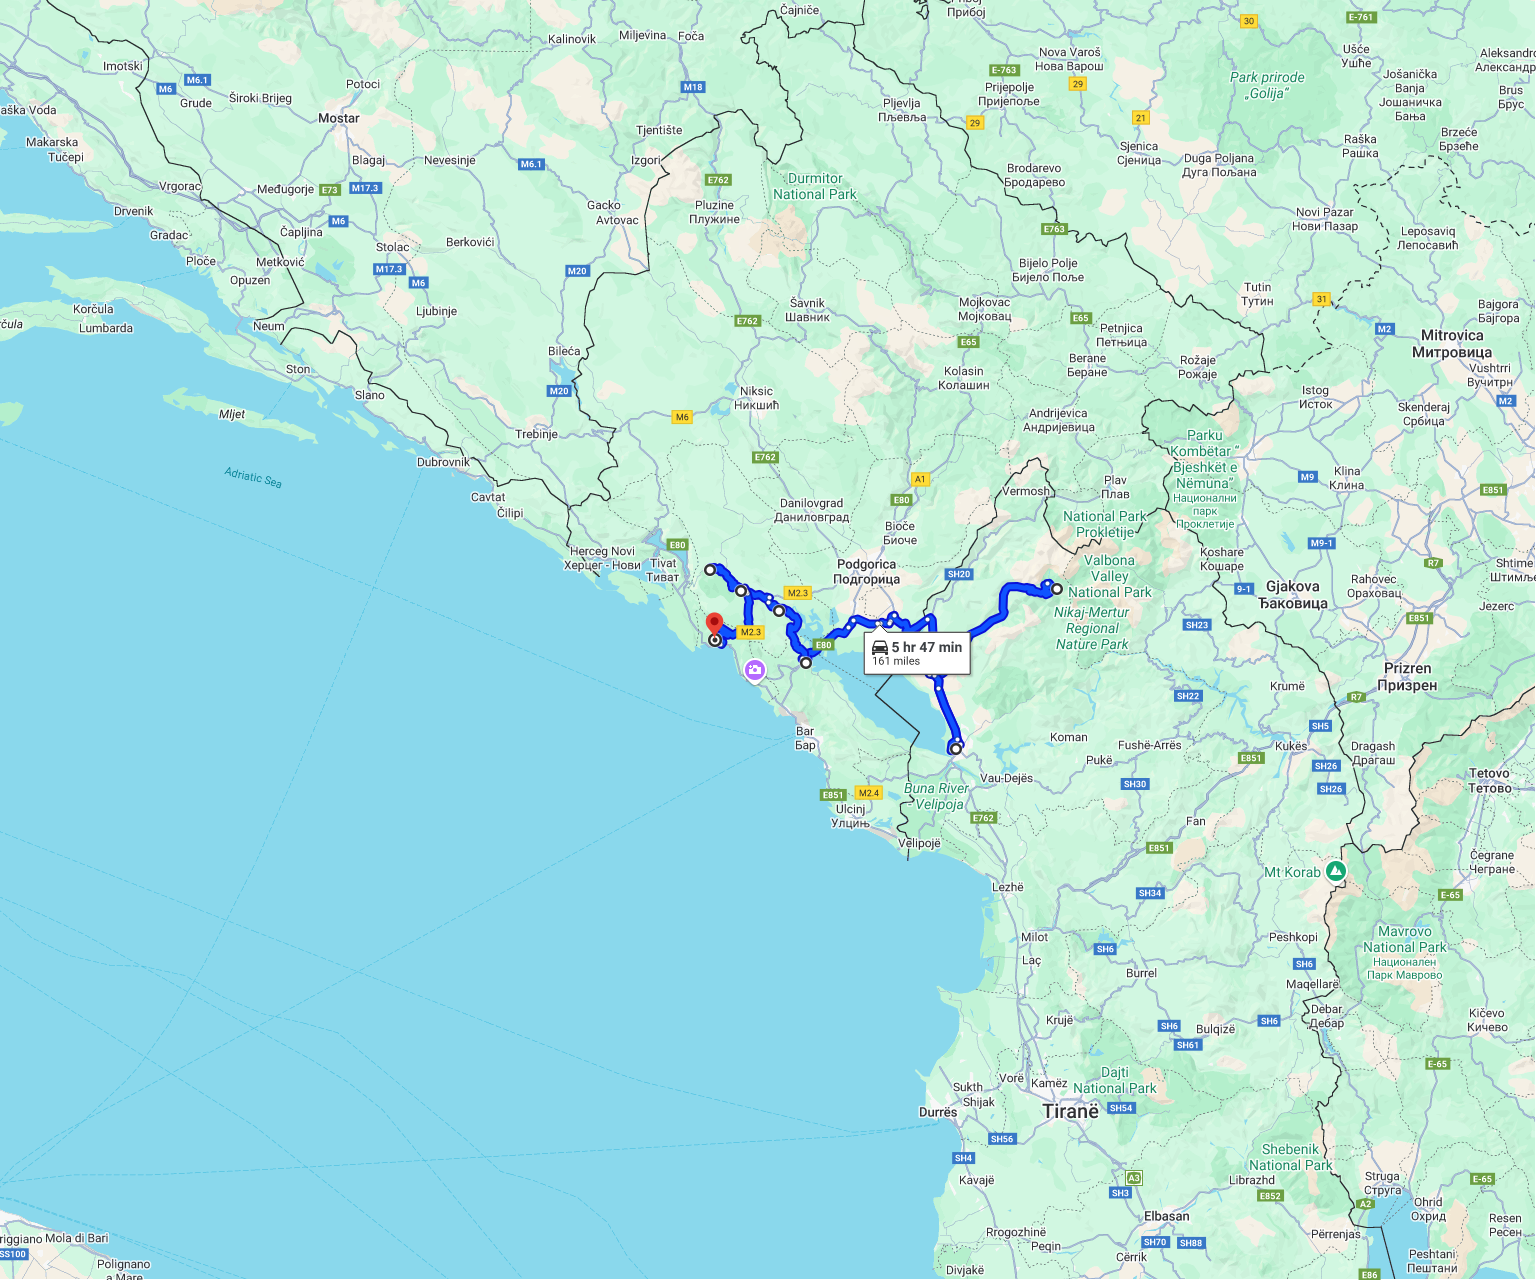 Čajniče
Прибој
Miljevina
Foča
Kalinovik
30
E-761
Imotski
M6.1
M6
Grude
Široki Brijeg
Potoci
Mostar
M18
Nova Varoš
Нова Варош
E-763
29
Prijepolje
Пријепоље
Ušće
Ушће
Park prirode
„Golija“
Jošanička
Banja
Јошаничка
Бања
Aleksandro
Александр
Brus
Брус
Pljevlja
Пљевља
29
21
aška Voda
Makarska
Tučepi
Tjentište
Izgori
Blagaj
Nevesinje
M6.1
Sjenica
Сјеница
Duga Poljana
Дуга Пољана
Raška
Рашка
Brzeće
Брзеће
Vrgorac
Međugorje
E73
M17.3
E762
Durmitor
National Park
Brodarevo
Бродарево
Drvenik
M6
Gacko
Avtovac
Pluzine
Плужине
Novi Pazar
Нови Пазар
Gradac
Čapljina
Stolac
Berkovići
E763
Leposaviq
Лепосавић
Ploče
Metković
M17.3
M6
M20
Opuzen
Bijelo Polje
Бијело Поље
Tutin
Тутин
31
Korčula
rčula
Lumbarda
Neum
Ljubinje
Šavnik
Шавник
E762
Mojkovac
Мојковац
E65
Petnjica
Петњица
Bajgora
Бајгора
M2
Mitrovica
Митровица
Bileća
E65
Berane
Беране
Rožaje
Рожаје
Vushtrri
Вучитрн
Ston
Slano
M20
Kolasin
Колашин
Niksic
Никшић
Istog
Исток
Skenderaj
Србица
M2
Mljet
M6
Andrijevica
Андријевица
Trebinje
Dubrovnik
E762
Parku
Kombëtar
“Bjeshkët e
Nëmuna”
Национални
парк
Проклетије
Adriatic Sea
Klina
Клина
M9
E851
A1
E80
Vermosh
Plav
Плав
Cavtat
Čilipi
Danilovgrad
Даниловград
National Park
Prokletije
Bioče
Биоче
M9-1
Herceg Novi
Херцег - Нови
E80
Tivat
Тиват
Podgorica
Подгорица
SH20
Valbona
Valley
National Park
Koshare
Кошаре
R7
Shtime
Штимљ
9-1
Gjakova
Ђаковица
Rahovec
Ораховац
M2.3
Nikaj-Mertur
Regional
Nature Park
Jezerc
E851
SH23
M2.3
E80
5 hr 47 min
161 miles
Prizren
Призрен
Krumë
SH22
R7
Bar
Бар
SH5
Koman
Fushë-Arrës
Kukës
Dragash
Драгаш
Pukë
E851
SH26
Vau-Dejës
SH30
SH26
Tetovo
Тетово
Buna River
- Velipoja
E851
M2.4
Ulcinj
Улцињ
E762
Fan
Velipojë
E851
Čegrane
Чегране
Mt Korab
Lezhë
SH34
E-65
Milot
Laç
SH6
Peshkopi
Mavrovo
National Park
Национален
Парк Маврово
SH6
Burrel
Maqellarë
Debar
Дебар
Krujë
SH6
Bulqizë
SH6
SH61
Kičevo
Кичево
E-65
Vorë
Kamëz
Dajti
National Park
Sukth
Shijak
Durrës
Tiranë
SH54
SH56
SH4
Shebenik
National Park
Kavajë
A3
SH3
Librazhd
E852
Struga
Струга
A2
E-65
Ohrid
Охрид
Elbasan
Resen
Ресен
Rrogozhinë
Peqin
SH70
SH88
Përrenjas
Cërrik
Peshtani
Пештани
Divjakë
E86
riggiano
Mola di Bari
SS100
Polignano
a Mare